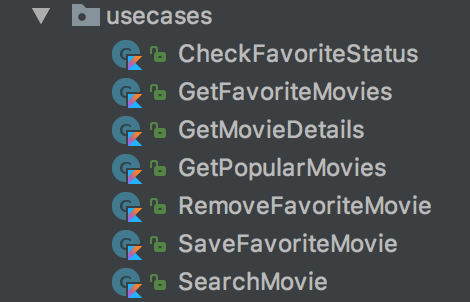 usecases
CheckFavoriteStatus
GetFavoriteMovies
GetMovieDetails
GetPopularMovies
RemoveFavoriteMovie
SaveFavoriteMovie
SearchMovie